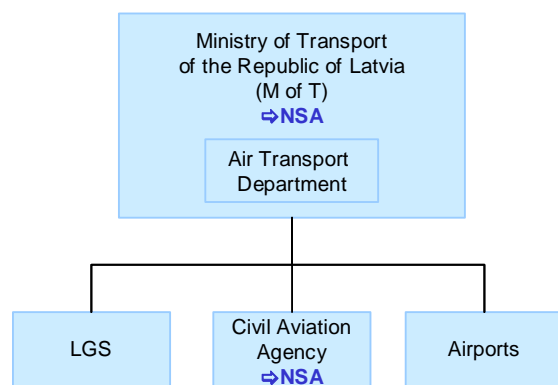 Ministry of Transport
of the Republic of Latvia
(M of T)
⇨NSA
Air Transport
Department
LGS
Civil Aviation
Agency
⇨NSA
Airports